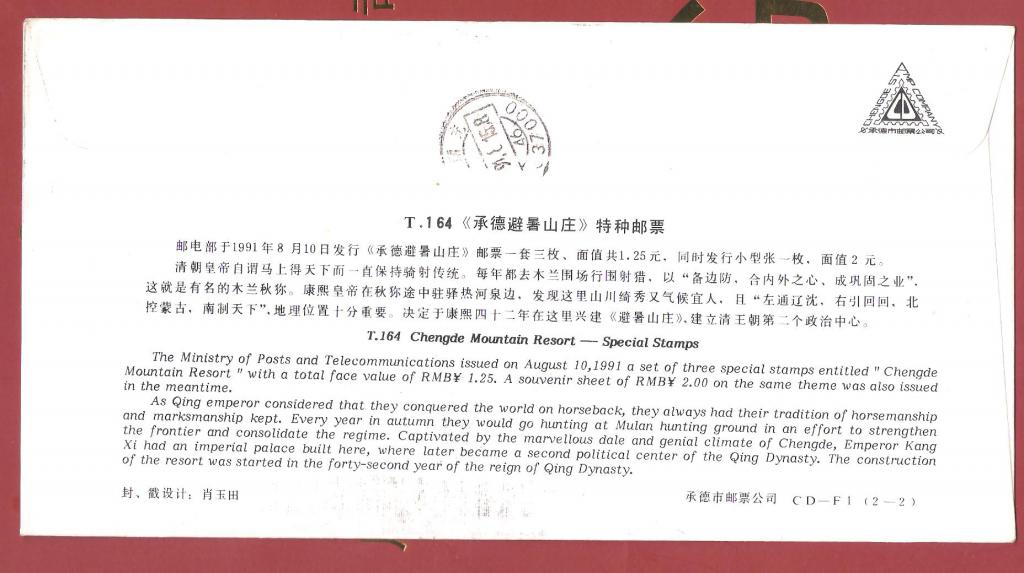 CHENGDE STAMP COMPANY
承德市邮票公司
37000
46
T.164《承德避暑山庄》特种邮票
邮电部于1991年8月10日发行《承德避暑山庄》邮票一套三枚、面值共1.25元，同时发行小型张一枚，面值2元。
清朝皇帝自谓马上得天下而一直保持骑射传统。每年都去木兰围场行围射猎，以“备边防，合内外之心、成巩固之业”，
这就是有名的木兰秋狝。康熙皇帝在秋狝途中驻驿热河泉边，发现这里山川绮秀又气候宜人，且“左通辽沈，右引回回，北
控蒙古，南制天下”，地理位置十分重要。决定于康熙四十二年在这里兴建《避暑山庄》、建立清王朝第二个政治中心。
T.164 Chengde Mountain Resort — Special Stamps
The Ministry of Posts and Telecommunications issued on August 10,1991 a set of three special stamps entitled " Chengde
Mountain Resort " with a total face value of RMB¥ 1.25. A souvenir sheet of RMB¥ 2.00 on the same theme was also issued
in the meantime.
As Qing emperor considered that they conquered the world on horseback, they always had their tradition of horsemanship
and marksmanship kept. Every year in autumn they would go hunting at Mulan hunting ground in an effort to strengthen
the frontier and consolidate the regime. Captivated by the marvellous dale and genial climate of Chengde, Emperor Kang
Xi had an imperial palace built here, where later became a second political center of the Qing Dynasty. The construction
of the resort was started in the forty-second year of the reign of Qing Dynasty.
封、戳设计：肖玉田
承德市邮票公司 CD—F1（2—2）